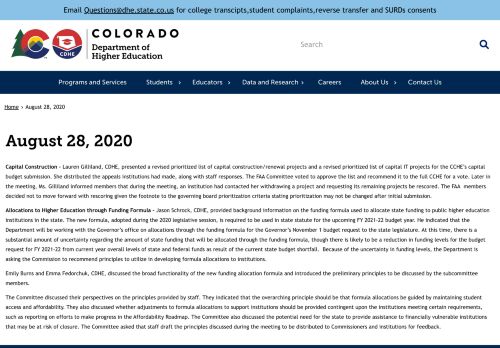 Email Questions@dhe.state.co.us for college transcipts,student complaints,reverse transfer and SURDs consents
COLORADO
Department of
Higher Education
CDHE
Search
Programs and Services
Students
Educators
Data and Research
Careers
About Us
Contact Us
Home > August 28, 2020
August 28, 2020
Capital Construction - Lauren Gilliland, CDHE, presented a revised prioritized list of capital construction/renewal projects and a revised prioritized list of capital IT projects for the CCHE's capital
budget submission. She distributed the appeals institutions had made, along with staff responses. The FAA Committee voted to approve the list and recommend it to the full CCHE for a vote. Later in
the meeting, Ms. Gilliland informed members that during the meeting, an institution had contacted her withdrawing a project and requesting its remaining projects be rescored. The FAA members
decided not to move forward with rescoring given the footnote to the governing board prioritization criteria stating prioritization may not be changed after initial submission.
Allocations to Higher Education through Funding Formula - Jason Schrock, CDHE, provided background information on the funding formula used to allocate state funding to public higher education
institutions in the state. The new formula, adopted during the 2020 legislative session, is required to be used in state statute for the upcoming FY 2021-22 budget year. He indicated that the
Department will be working with the Governor's office on allocations through the funding formula for the Governor's November 1 budget request to the state legislature. At this time, there is a
substantial amount of uncertainty regarding the amount of state funding that will be allocated through the funding formula, though there is likely to be a reduction in funding levels for the budget
request for FY 2021-22 from current year overall levels of state and federal funds as result of the current state budget shortfall. Because of the uncertainty in funding levels, the Department is
asking the Commission to recommend principles to utilize in developing formula allocations to institutions.
Emily Burns and Emma Fedorchuk, CDHE, discussed the broad functionality of the new funding allocation formula and introduced the preliminary principles to be discussed by the subcommittee
members.
The Committee discussed their perspectives on the principles provided by staff. They indicated that the overarching principle should be that formula allocations be guided by maintaining student
access and affordability. They also discussed whether adjustments to formula allocations to support institutions should be provided contingent upon the institutions meeting certain requirements,
such as reporting on efforts to make progress in the Affordability Roadmap. The Committee also discussed the potential need for the state to provide assistance to financially vulnerable institutions
that may be at risk of closure. The Committee asked that staff draft the principles discussed during the meeting to be distributed to Commissioners and institutions for feedback.